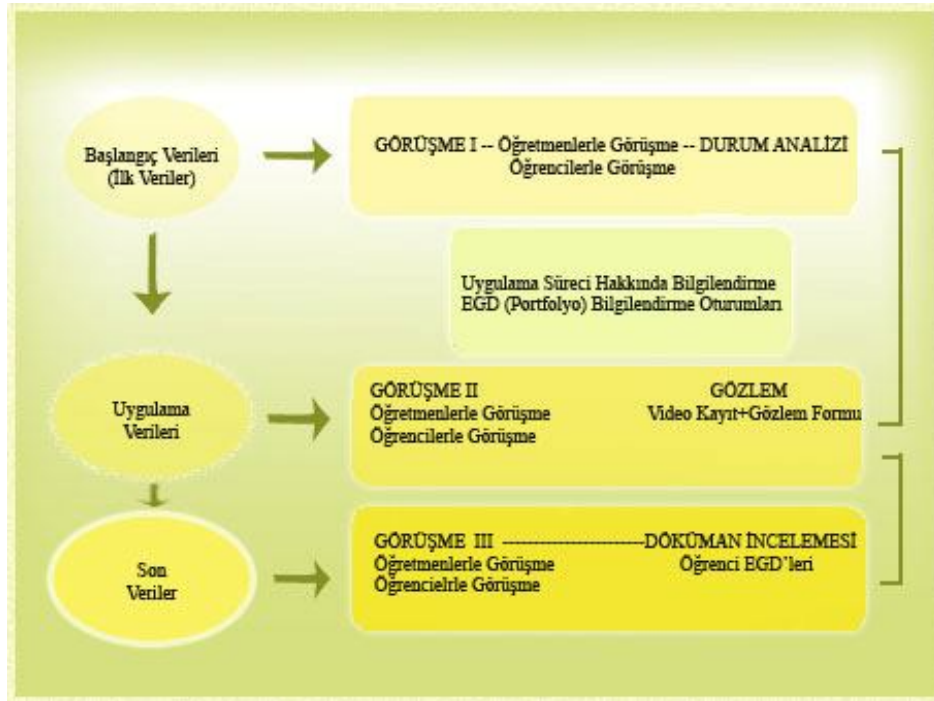 Başlangıç Verileri
(İlk Veriler)
GÖRÜŞME I -- Öğretmenlerle Görüşme -- DURUM ANALİZİ
Öğrencilerle Görüşme
Uygulama Süreci Hakkında Bilgilendirme
EGD (Portfolyo) Bilgilendirme Oturumları
Uygulama
Verileri
GÖRÜŞME II GÖZLEM
Öğretmenlerle Görüşme Video Kayıt+Gözlem Formu
Öğrencilerle Görüşme
Son
Veriler
GÖRÜŞME III ------------------------DÖKÜMAN İNCELEMESİ
Öğretmenlerle Görüşme Öğrenci EGD'leri
Öğrencielrle Görüşme